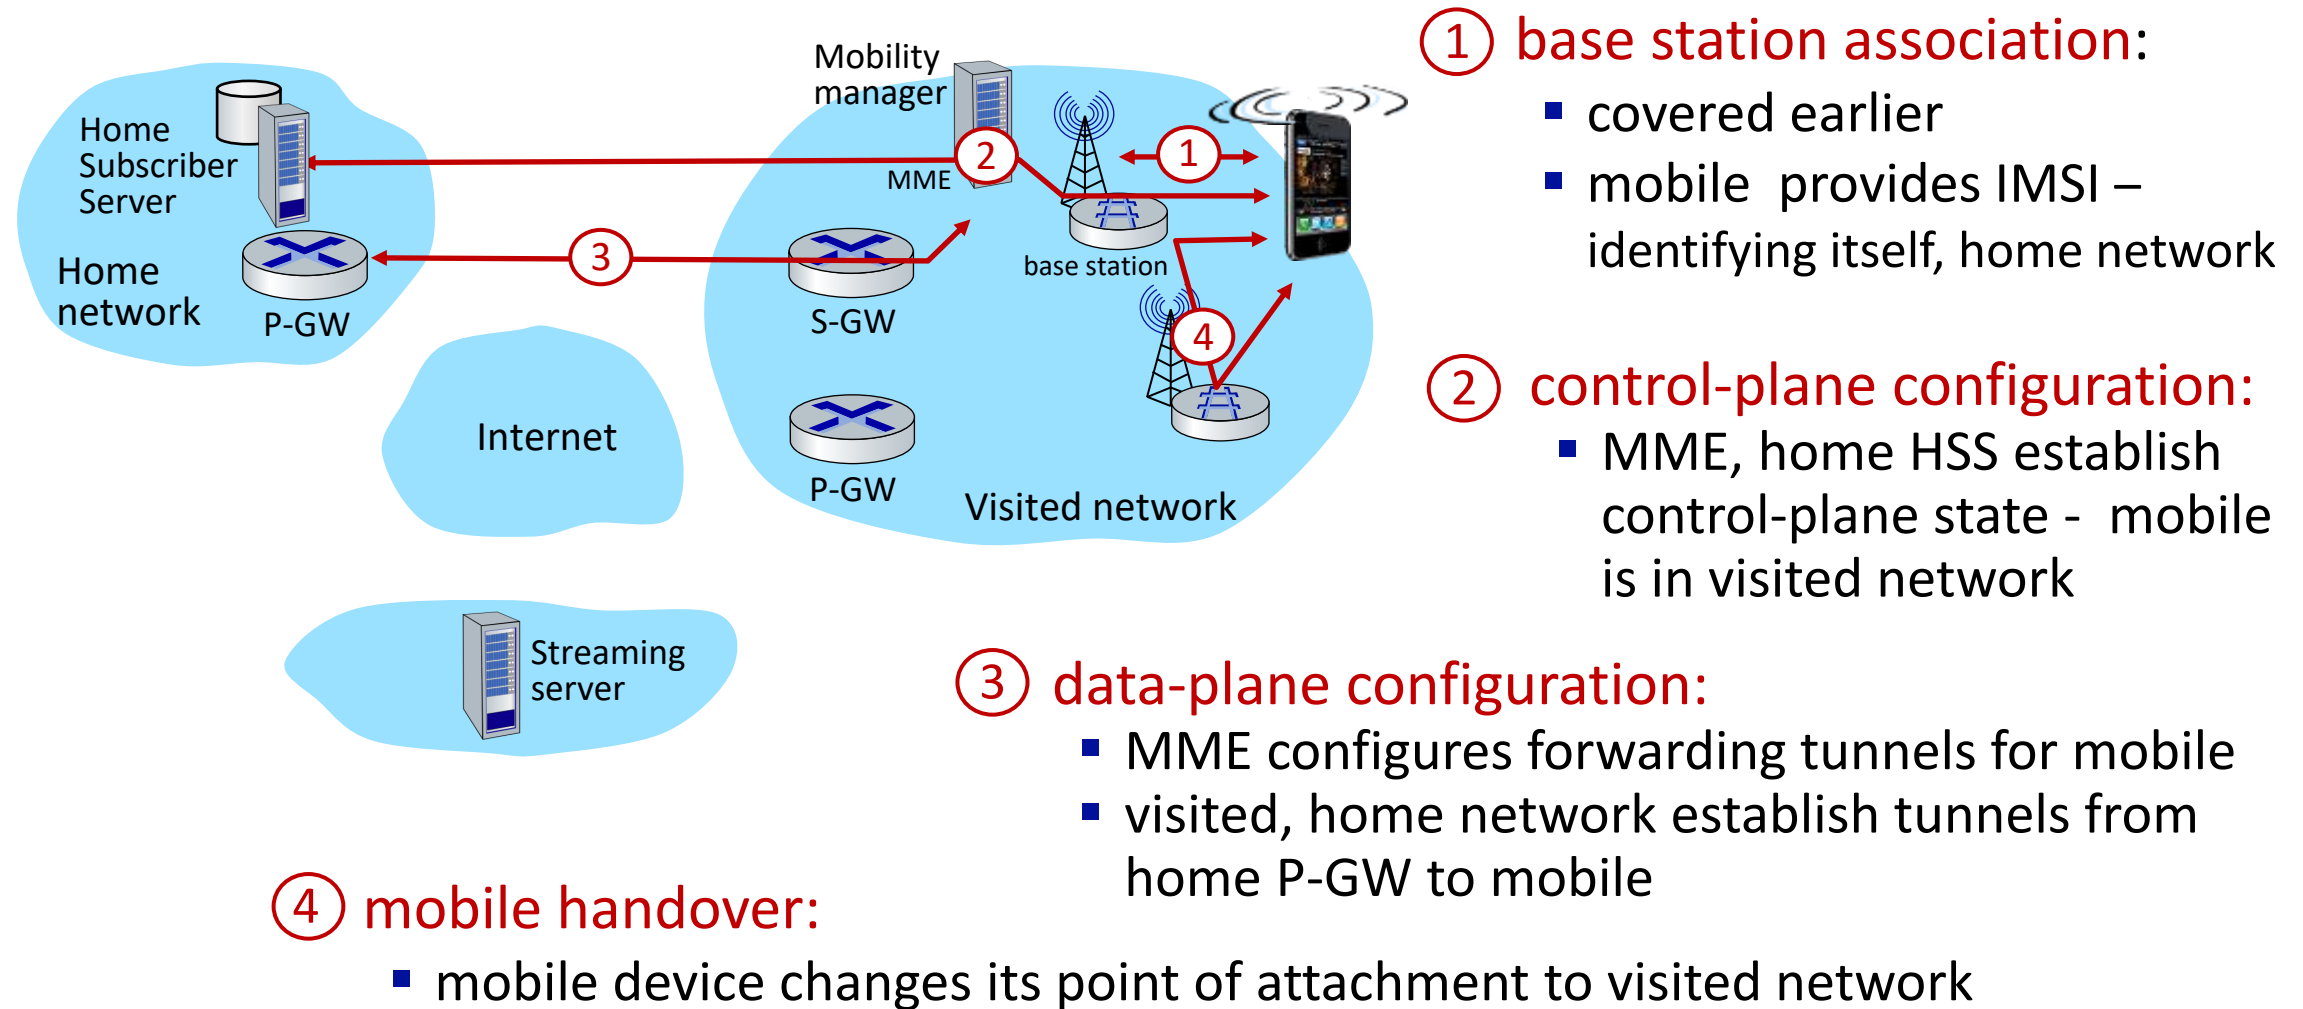 Home
Subscriber
Server
Home
network
P-GW
Mobility
manager
MME
2
1
3
4
S-GW
base station
P-GW
Visited network
Internet
Streaming
server
1 base station association:
▪ covered earlier
▪ mobile provides IMSI –
identifying itself, home network
2 control-plane configuration:
▪ MME, home HSS establish
control-plane state - mobile
is in visited network
3 data-plane configuration:
▪ MME configures forwarding tunnels for mobile
▪ visited, home network establish tunnels from
home P-GW to mobile
4 mobile handover:
▪ mobile device changes its point of attachment to visited network